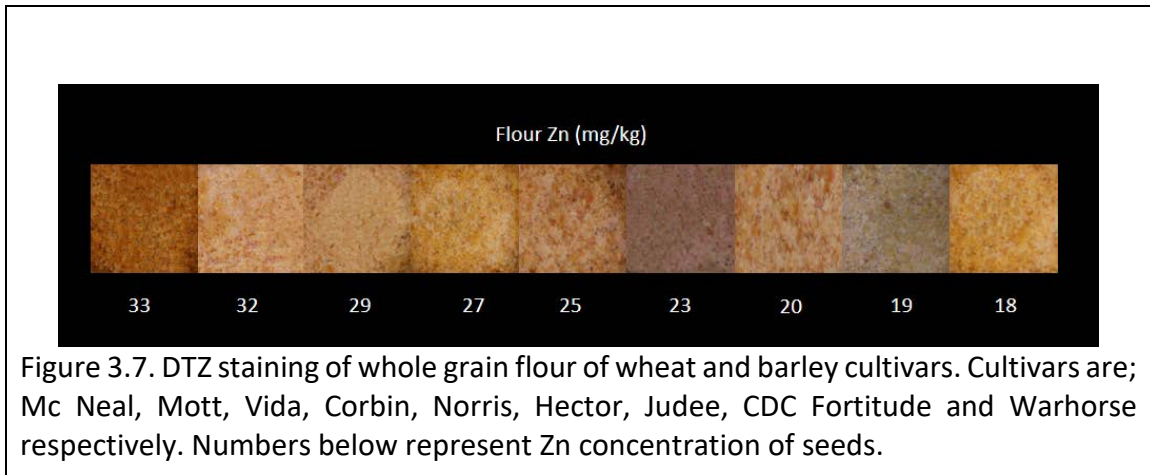 Flour Zn (mg/kg)
33 32 29 27 25 23 20 19 18
Figure 3.7. DTZ staining of whole grain flour of wheat and barley cultivars. Cultivars are;
Mc Neal, Mott, Vida, Corbin, Norris, Hector, Judee, CDC Fortitude and Warhorse
respectively. Numbers below represent Zn concentration of seeds.